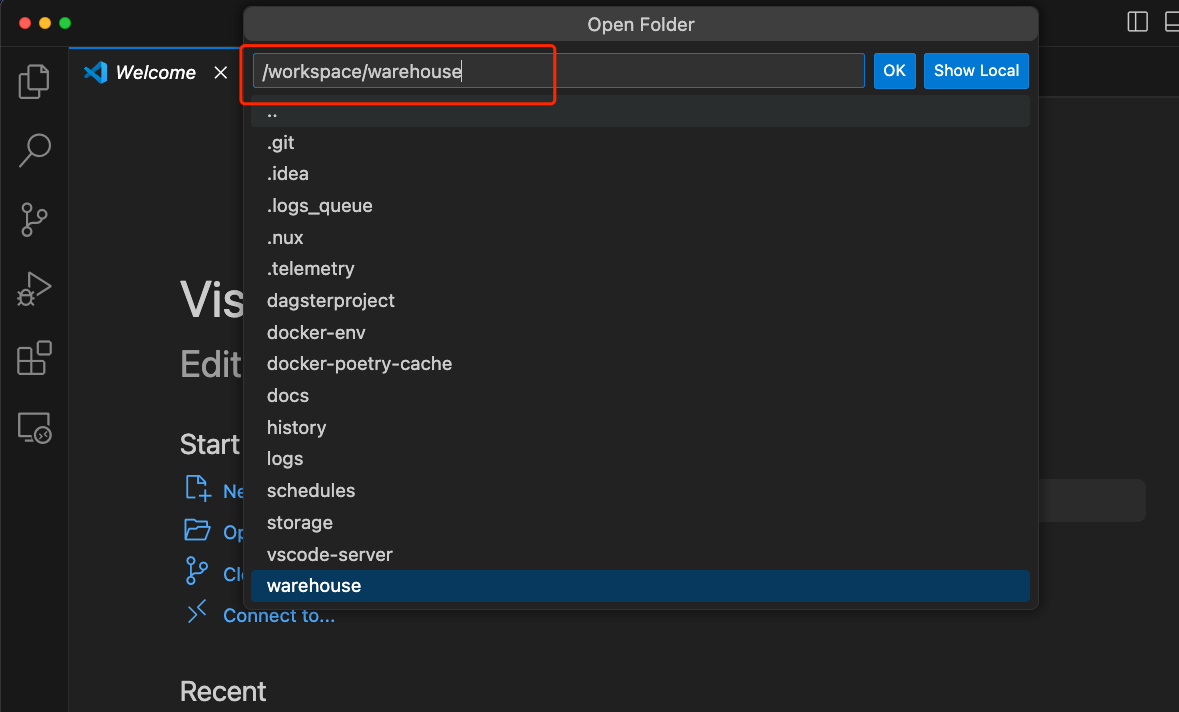 Open Folder
Welcome
/workspace/warehouse
OK
Show Local
..
.git
.idea
.logs_queue
.nux
.telemetry
dagsterproject
docker-env
docker-poetry-cache
docs
history
logs
schedules
storage
vscode-server
warehouse
Vis
Edit
Start
Ne
Op
Cl
Connect to...
Recent